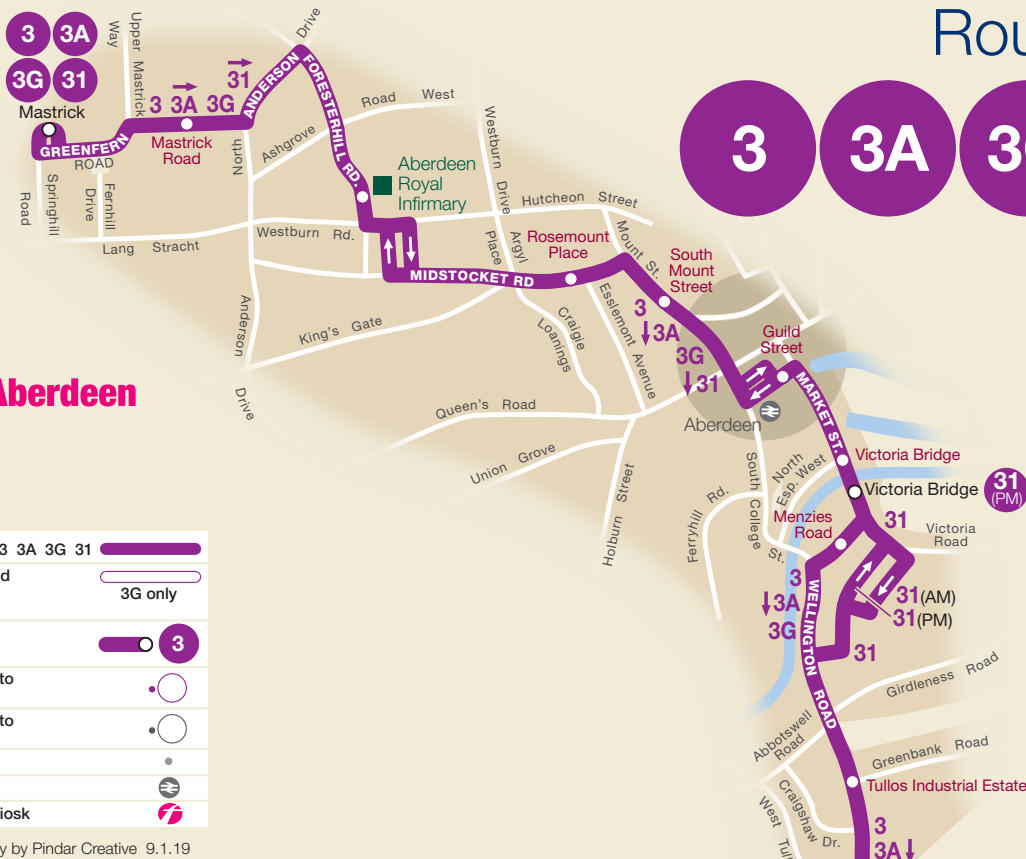 Rou
3 3A
3G 31
Mastrick
Way
Upper Mastrick
Drive
3 3A 3G
31
GREENFERN
ROAD
Mastrick
Road
ANDERSON
FORESTERHILL RD.
North
Ashgrove
Road West
Road
Springhill
Drive
Fernhill
Lang Stracht
Westburn Rd.
Aberdeen
Royal
Infirmary
Westburn
Drive
Hutcheon Street
3 3A 3
MIDSTOCKET RD
Place
Argyl
Rosemount
Place
Mount St.
South
Mount
Street
3
3A
3G
31
Anderson
Drive
King's Gate
Craigie
Loanings
Esslemont Avenue
Guild
Street
Aberdeen
Aberdeen
Queen's Road
Union Grove
Holburn Street
MARKET ST.
Victoria Bridge
Victoria Bridge
31
(PM)
North
Esp. West
South College
St.
Ferryhill Rd.
Menzies
Road
31
Victoria
Road
3
3A
3G
31(AM)
31(PM)
31
WELLINGTON ROAD
Girdleness Road
Abbotswell
Road
Greenbank Road
Tullos Industrial Estate
Craigshaw Dr.
West Tul
3
3A
3 3A 3G 31
d
3G only
3
to
to
iosk
y by Pindar Creative 9.1.19